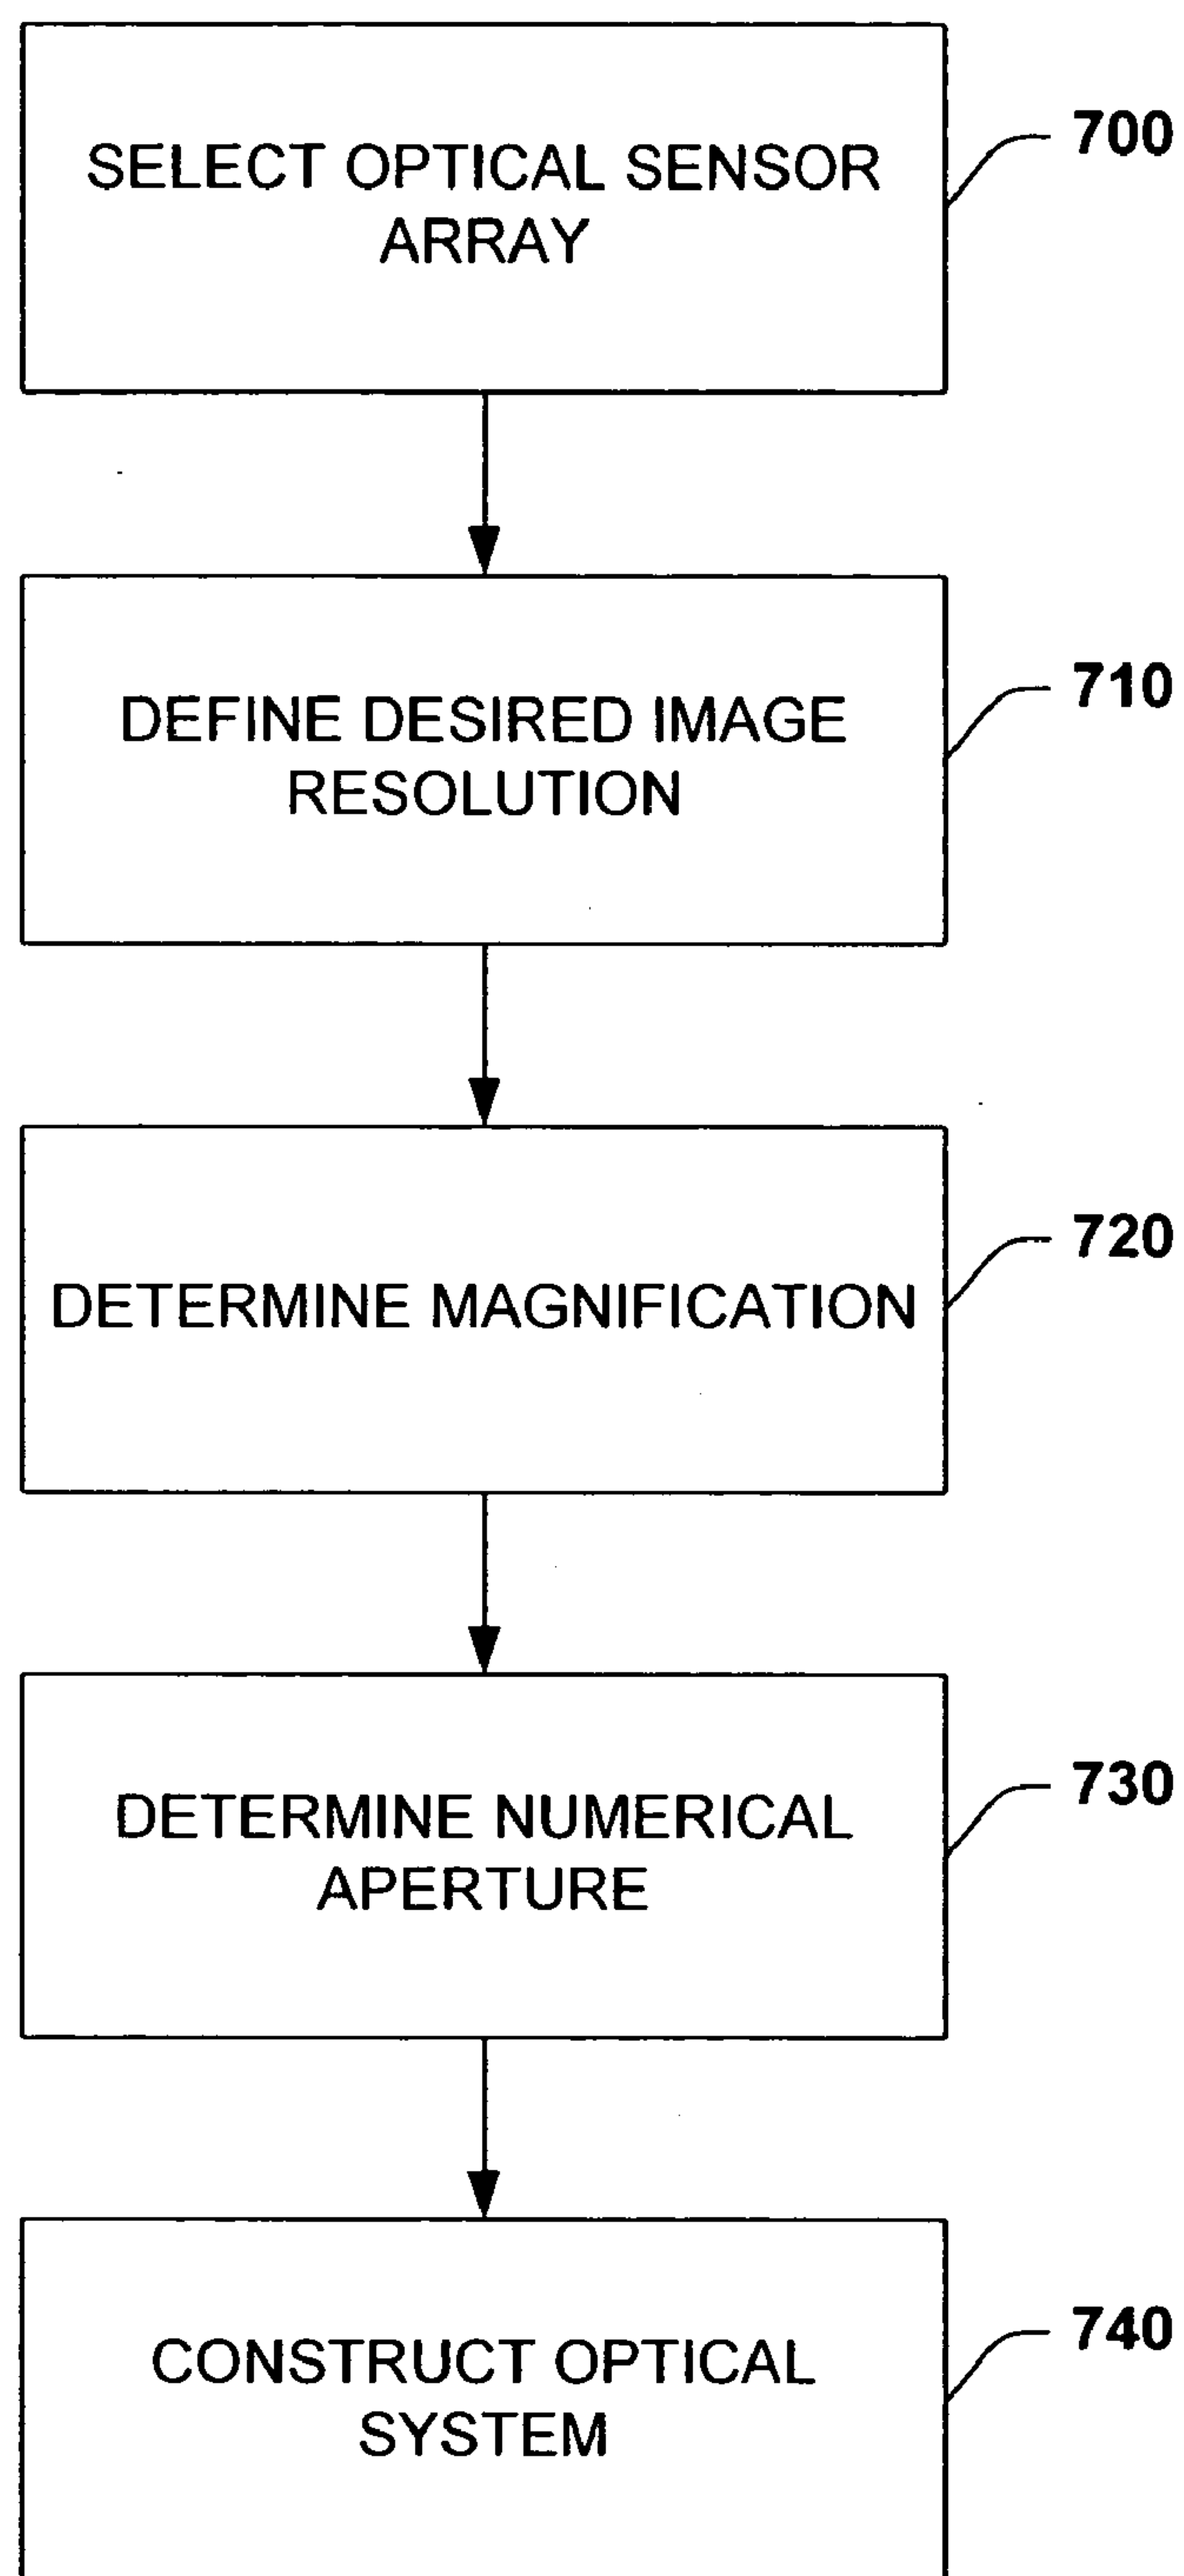 SELECT OPTICAL SENSOR
ARRAY
700
DEFINE DESIRED IMAGE
RESOLUTION
710
DETERMINE MAGNIFICATION
720
DETERMINE NUMERICAL
APERTURE
730
CONSTRUCT OPTICAL
SYSTEM
740